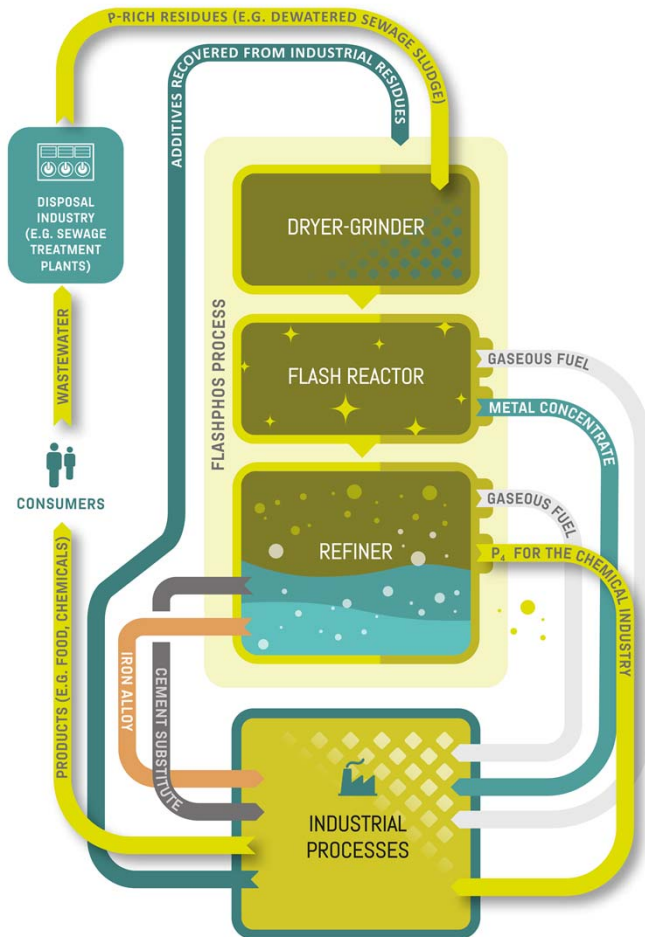 P-RICH RESIDUES (E.G. DEWATERED SEWAGE SLUDGE)
ADDITIVES RECOVERED FROM INDUSTRIAL RESIDUES
DISPOSAL
INDUSTRY
(E.G. SEWAGE
TREATMENT
PLANTS)
WASTEWATER
CONSUMERS
PRODUCTS (E.G. FOOD, CHEMICALS)
FLASHPHOS PROCESS
DRYER-GRINDER
FLASH REACTOR
GASEOUS FUEL
METAL CONCENTRATE
REFINER
GASEOUS FUEL
P₄ FOR THE CHEMICAL INDUSTRY
IRON ALLOY
CEMENT SUBSTITUTE
INDUSTRIAL
PROCESSES